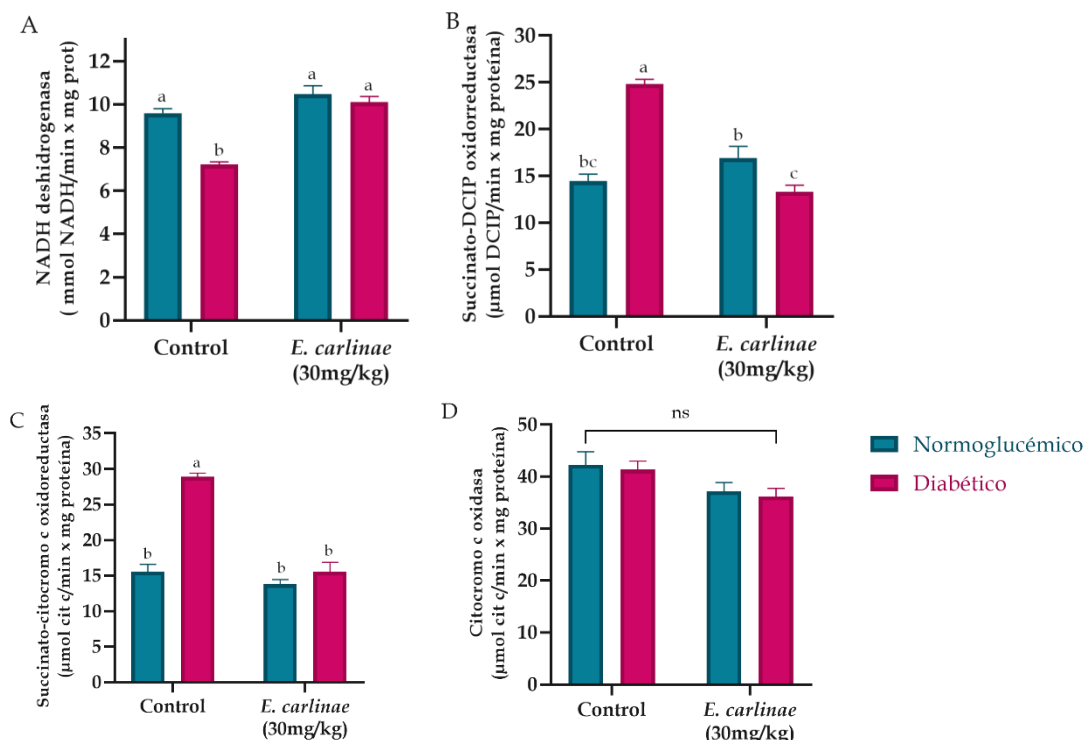 A
NADH deshidrogenasa
( mmol NADH/min x mg prot)
12
10
8
6
4
2
0
a
b
a
a
Control
E. carlinae
(30mg/kg)
B
Succinato-DCIP oxidorreductasa
(µmol DCIP/min x mg proteína)
30
25
20
15
10
5
0
bc
a
b
c
Control
E. carlinae
(30mg/kg)
C
Succinato-citocromo c oxidoreductasa
(µmol cit c/min x mg proteína)
35
30
25
20
15
10
5
0
b
a
b
b
Control
E. carlinae
(30mg/kg)
D
Citocromo c oxidasa
(µmol cit c/min x mg proteína)
50
40
30
20
10
0
ns
Control
E. carlinae
(30mg/kg)
Normoglucémico
Diabético